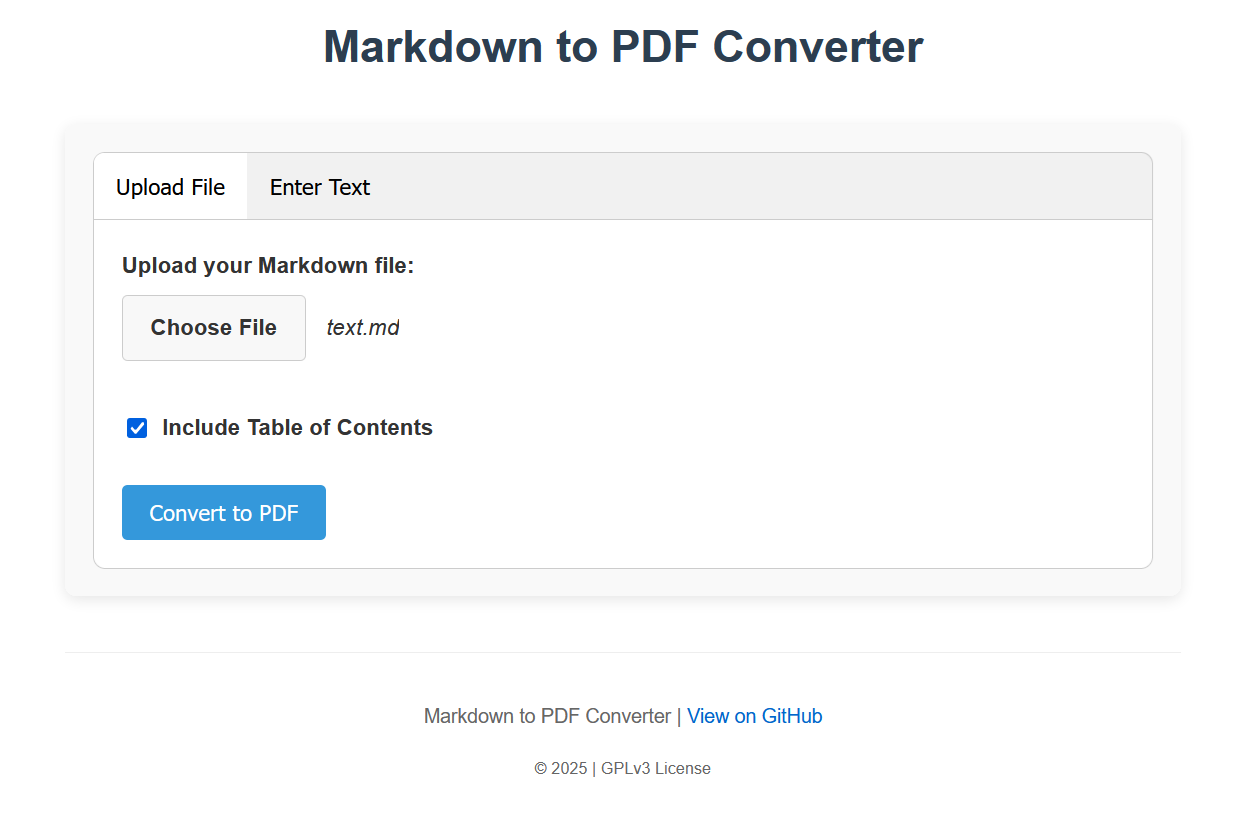 Markdown to PDF Converter
Upload File Enter Text
Upload your Markdown file:
Choose File text.md
Include Table of Contents
Convert to PDF
Markdown to PDF Converter | View on GitHub
© 2025 | GPLv3 License